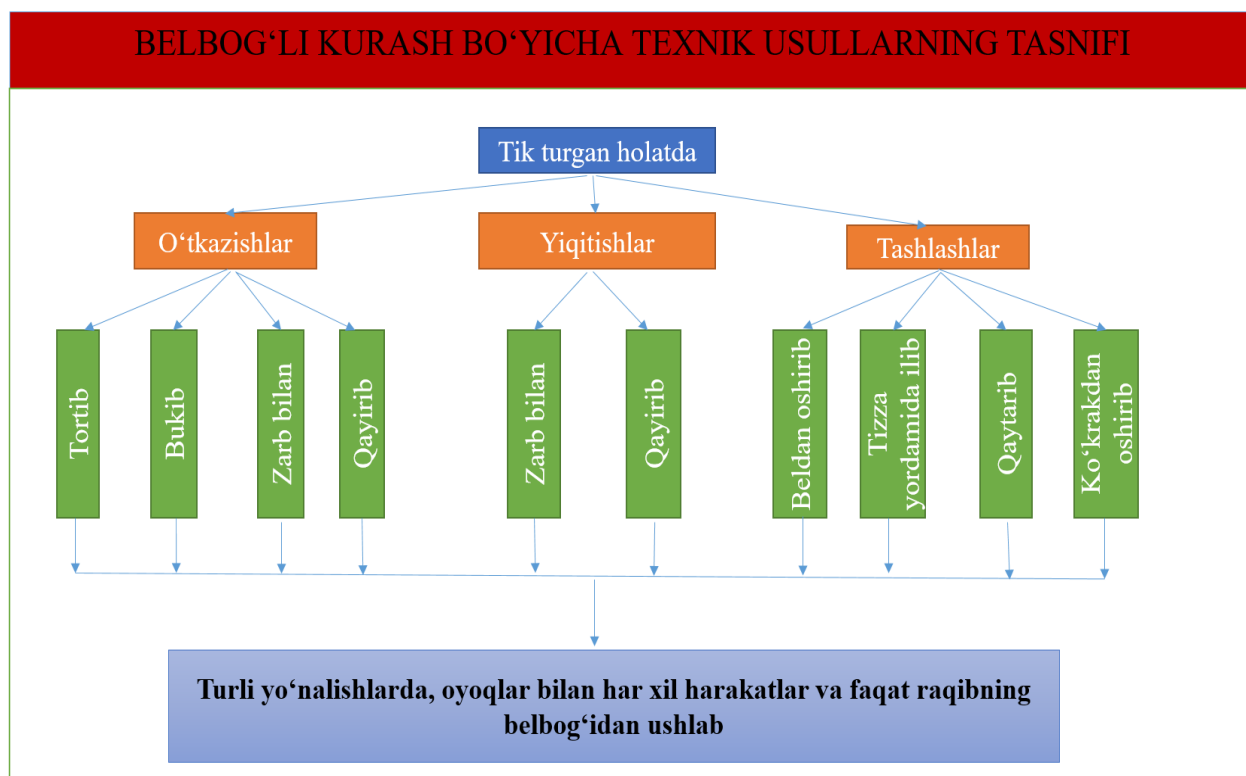 BELBOG‘LI KURASH BO‘YICHA TEXNIK USULLARNING TASNIFI
Tik turgan holatda
O‘tkazishlar
Yiqitishlar
Tashlashlar
Tortib
Bukib
Zarb bilan
Qayirib
Zarb bilan
Qayirib
Beldan oshirib
Tizza
yordamida ilib
Qaytarib
Ko‘krakdan
oshirib
Turli yo‘nalishlarda, oyoqlar bilan har xil harakatlar va faqat raqibning
belbog‘idan ushlab